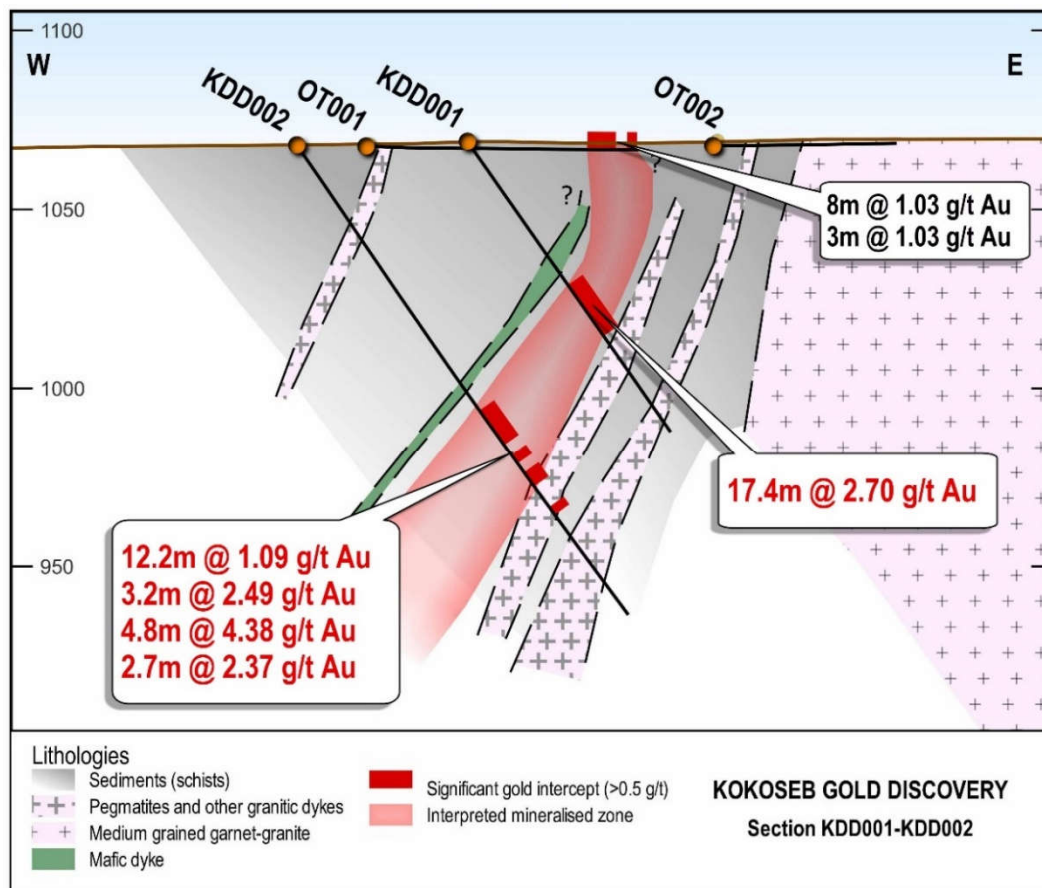 1100
W
E
KDD002
OT001
KDD001
OT002
?
?
1050
8m @ 1.03 g/t Au
3m @ 1.03 g/t Au
1000
17.4m @ 2.70 g/t Au
950
12.2m @ 1.09 g/t Au
3.2m @ 2.49 g/t Au
4.8m @ 4.38 g/t Au
2.7m @ 2.37 g/t Au
Lithologies
Sediments (schists)
Pegmatites and other granitic dykes
Medium grained garnet-granite
Mafic dyke
Significant gold intercept (>0.5 g/t)
Interpreted mineralised zone
KOKOSEB GOLD DISCOVERY
Section KDD001-KDD002